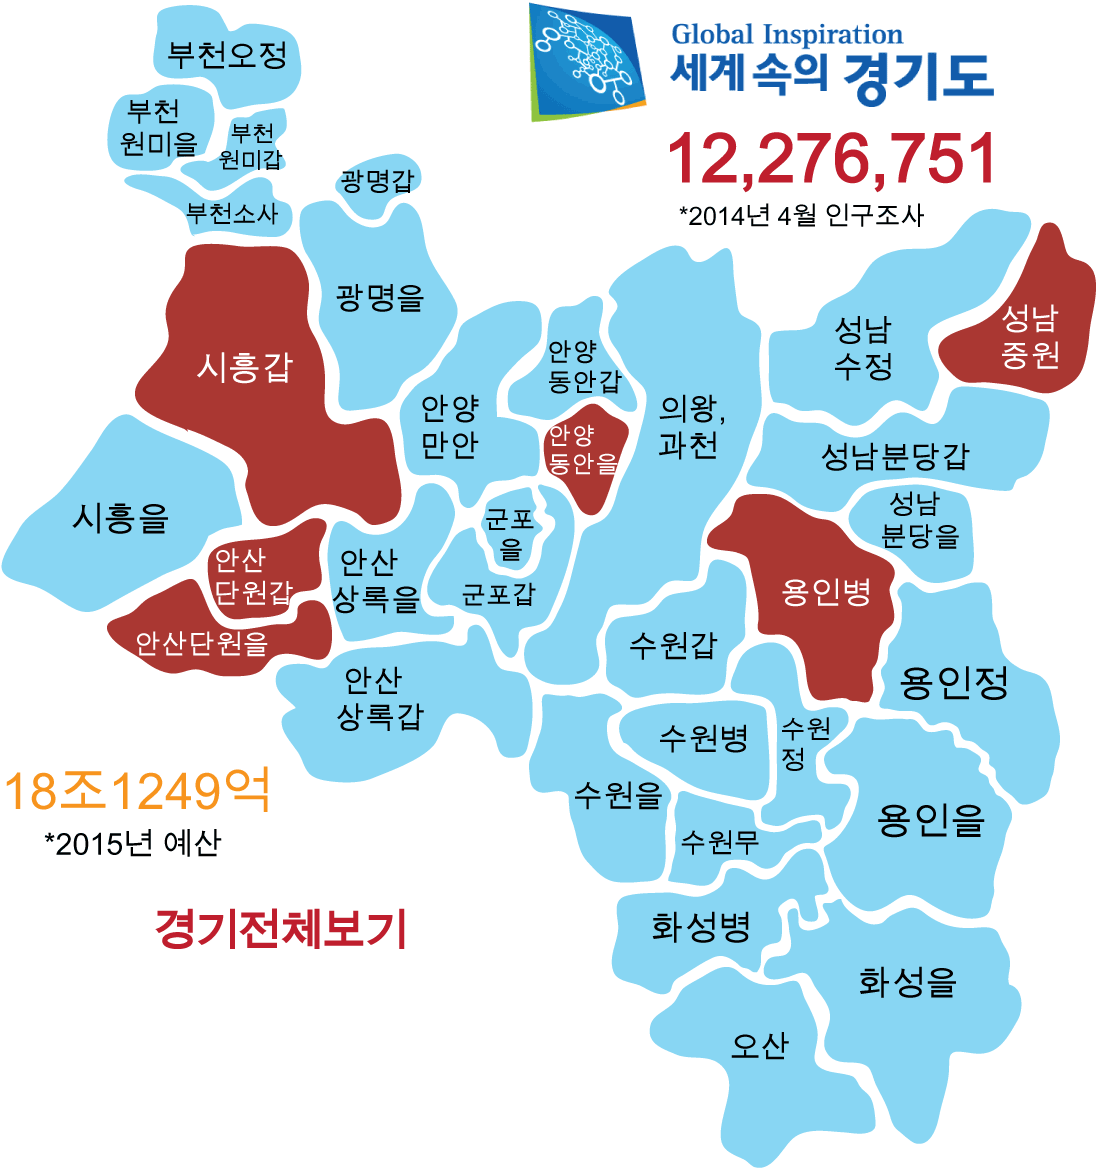 Global Inspiration
세계 속의 경기도
12,276,751
*2014년 4월 인구조사
부천오정
부천
원미을
부천
원미갑
부천소사
광명갑
광명을
시흥갑
시흥을
안양
만안
안양
동안갑
안양
동안을
의왕,
과천
성남
수정
성남
중원
성남분당갑
성남
분당을
군포
을
군포갑
안산
단원갑
안산단원을
안산
상록을
안산
상록갑
용인병
용인정
용인을
수원갑
수원병
수원
정
수원을
수원무
화성병
화성을
오산
18조1249억
*2015년 예산
경기전체보기